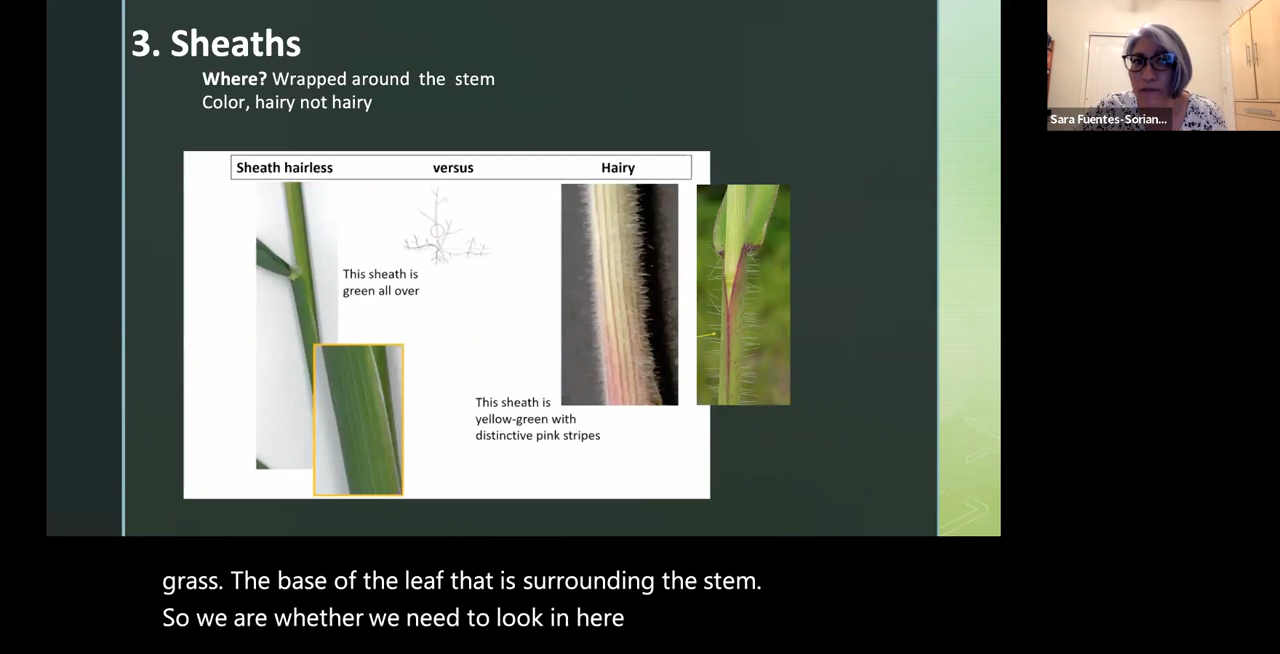 3. Sheaths
Where? Wrapped around the stem
Color, hairy not hairy
Sheath hairless versus Hairy
This sheath is
green all over
This sheath is
yellow-green with
distinctive pink stripes
Sara Fuentes-Sorian...
grass. The base of the leaf that is surrounding the stem.
So we are whether we need to look in here